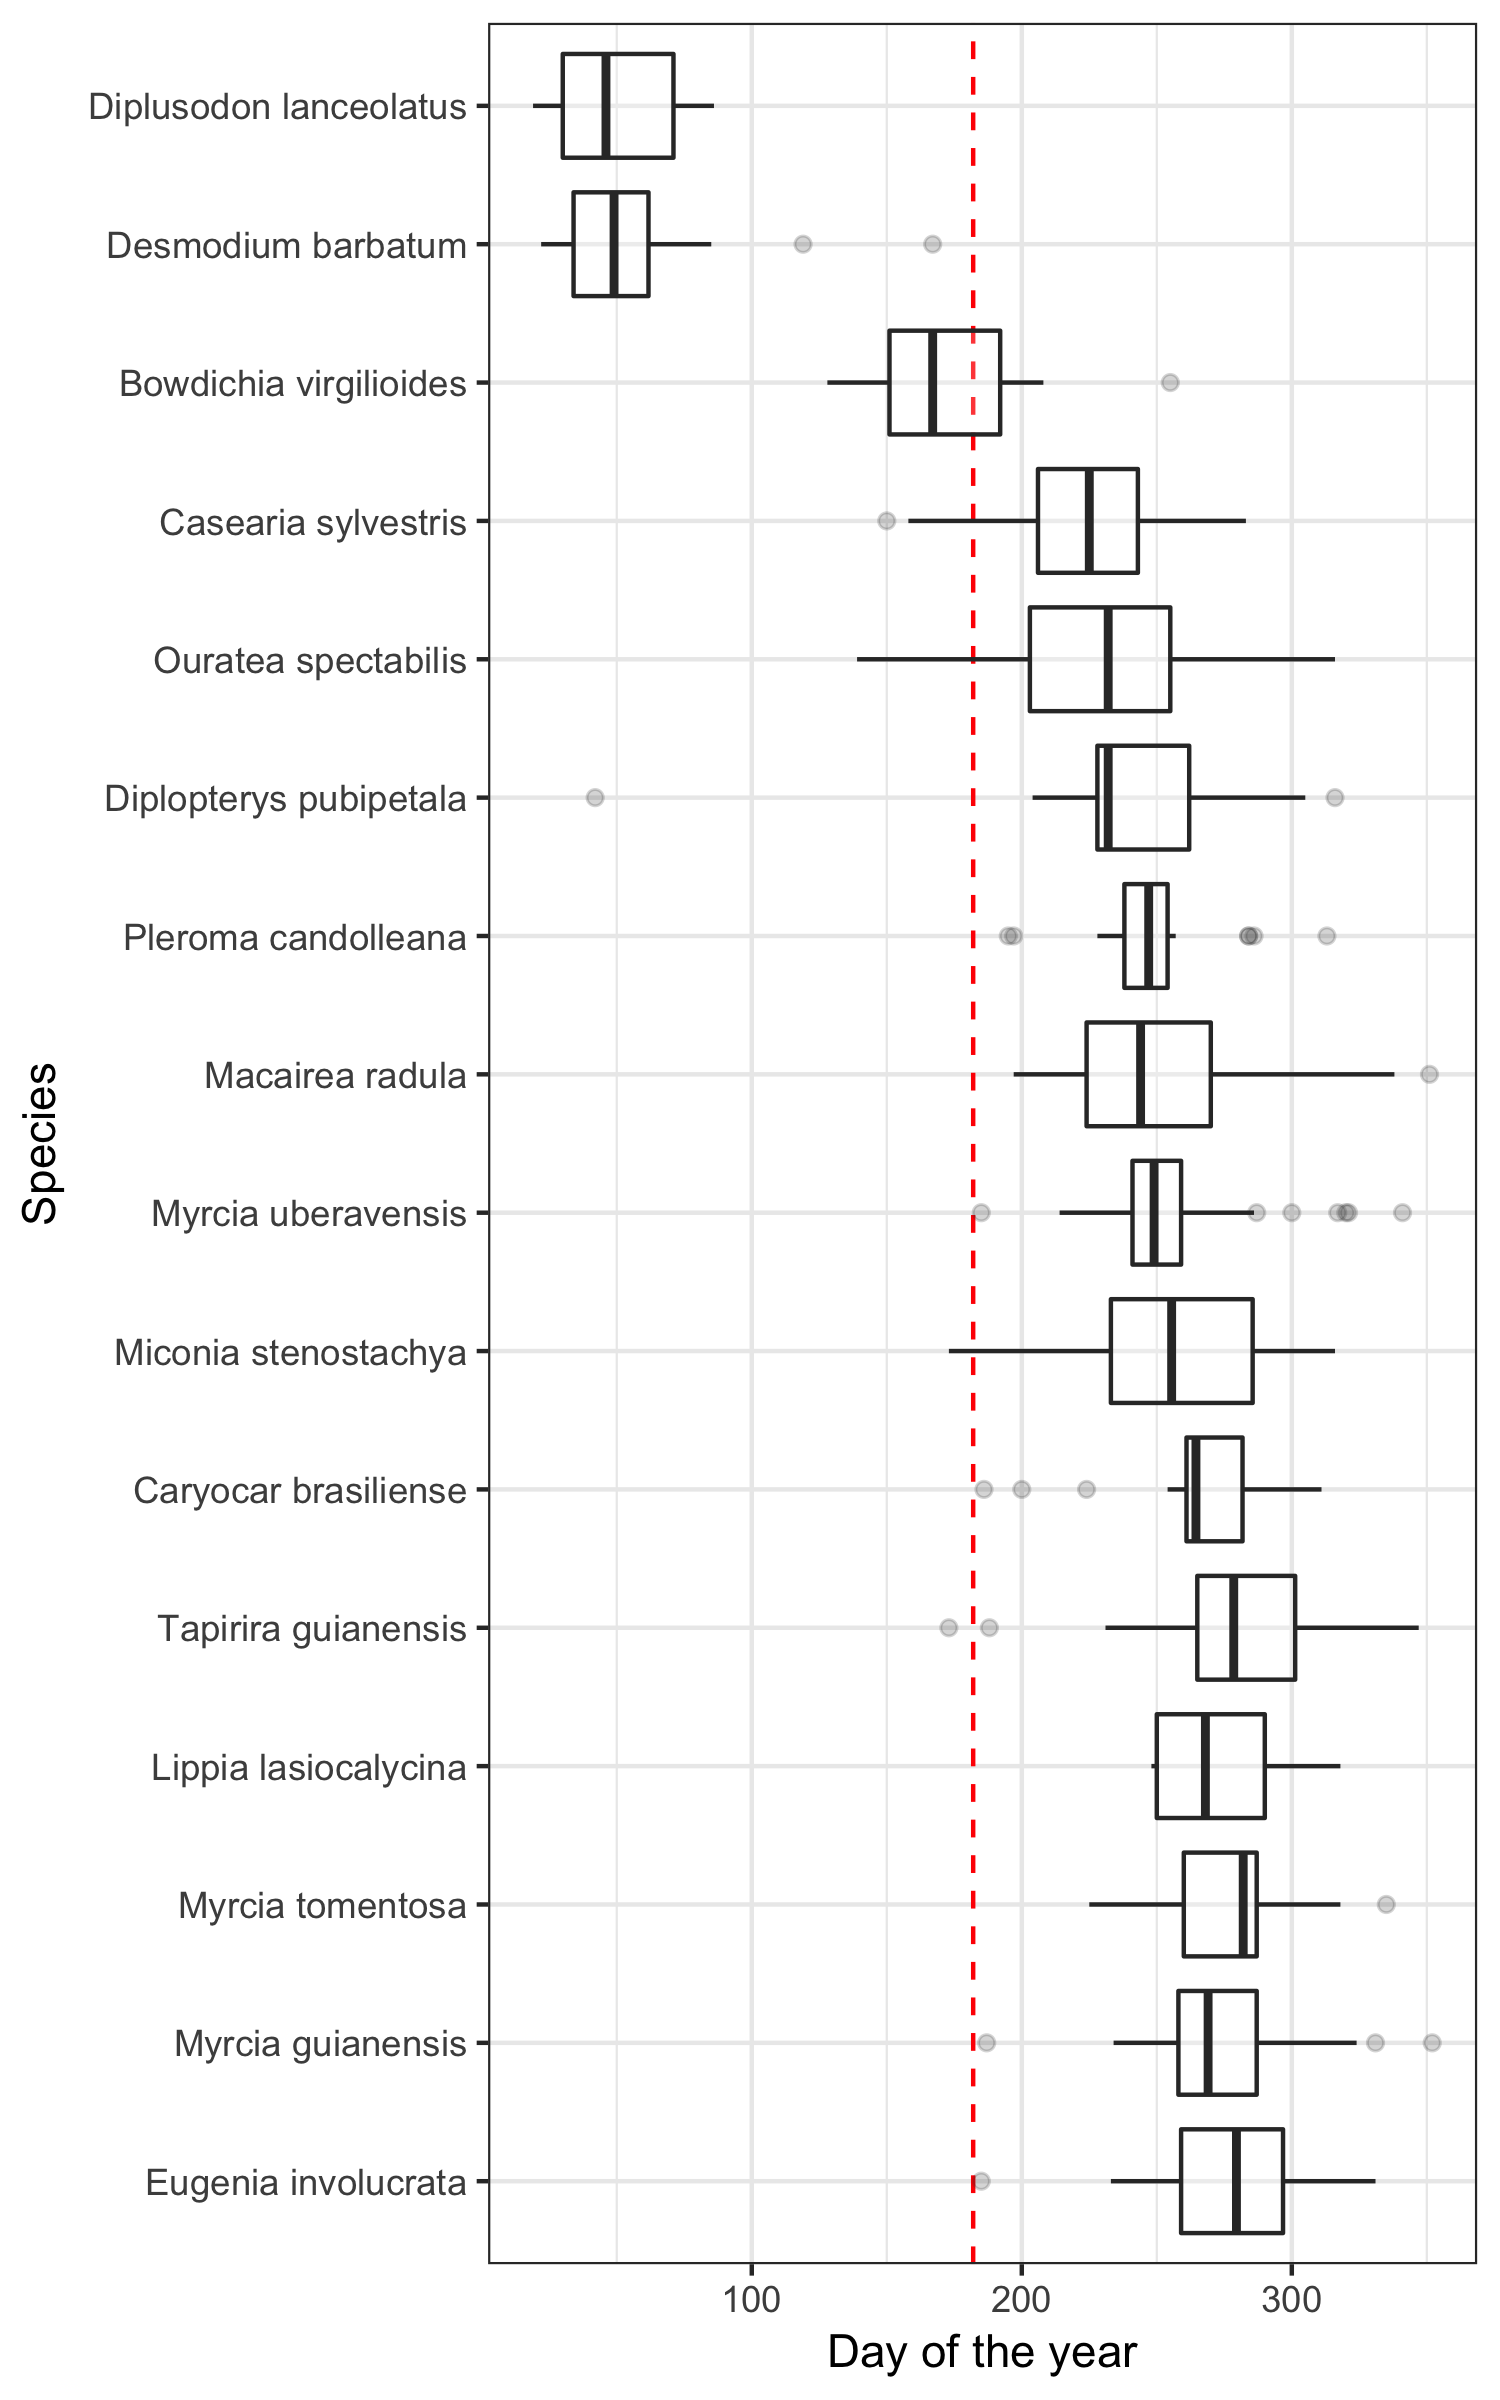 Species
Diplusodon lanceolatus
Desmodium barbatum
Bowdichia virgilioides
Casearia sylvestris
Ouratea spectabilis
Diplopterys pubipetala
Pleroma candolleana
Macairea radula
Myrcia uberavensis
Miconia stenostachya
Caryocar brasiliense
Tapirira guianensis
Lippia lasiocalycina
Myrcia tomentosa
Myrcia guianensis
Eugenia involucrata
100 200 300
Day of the year